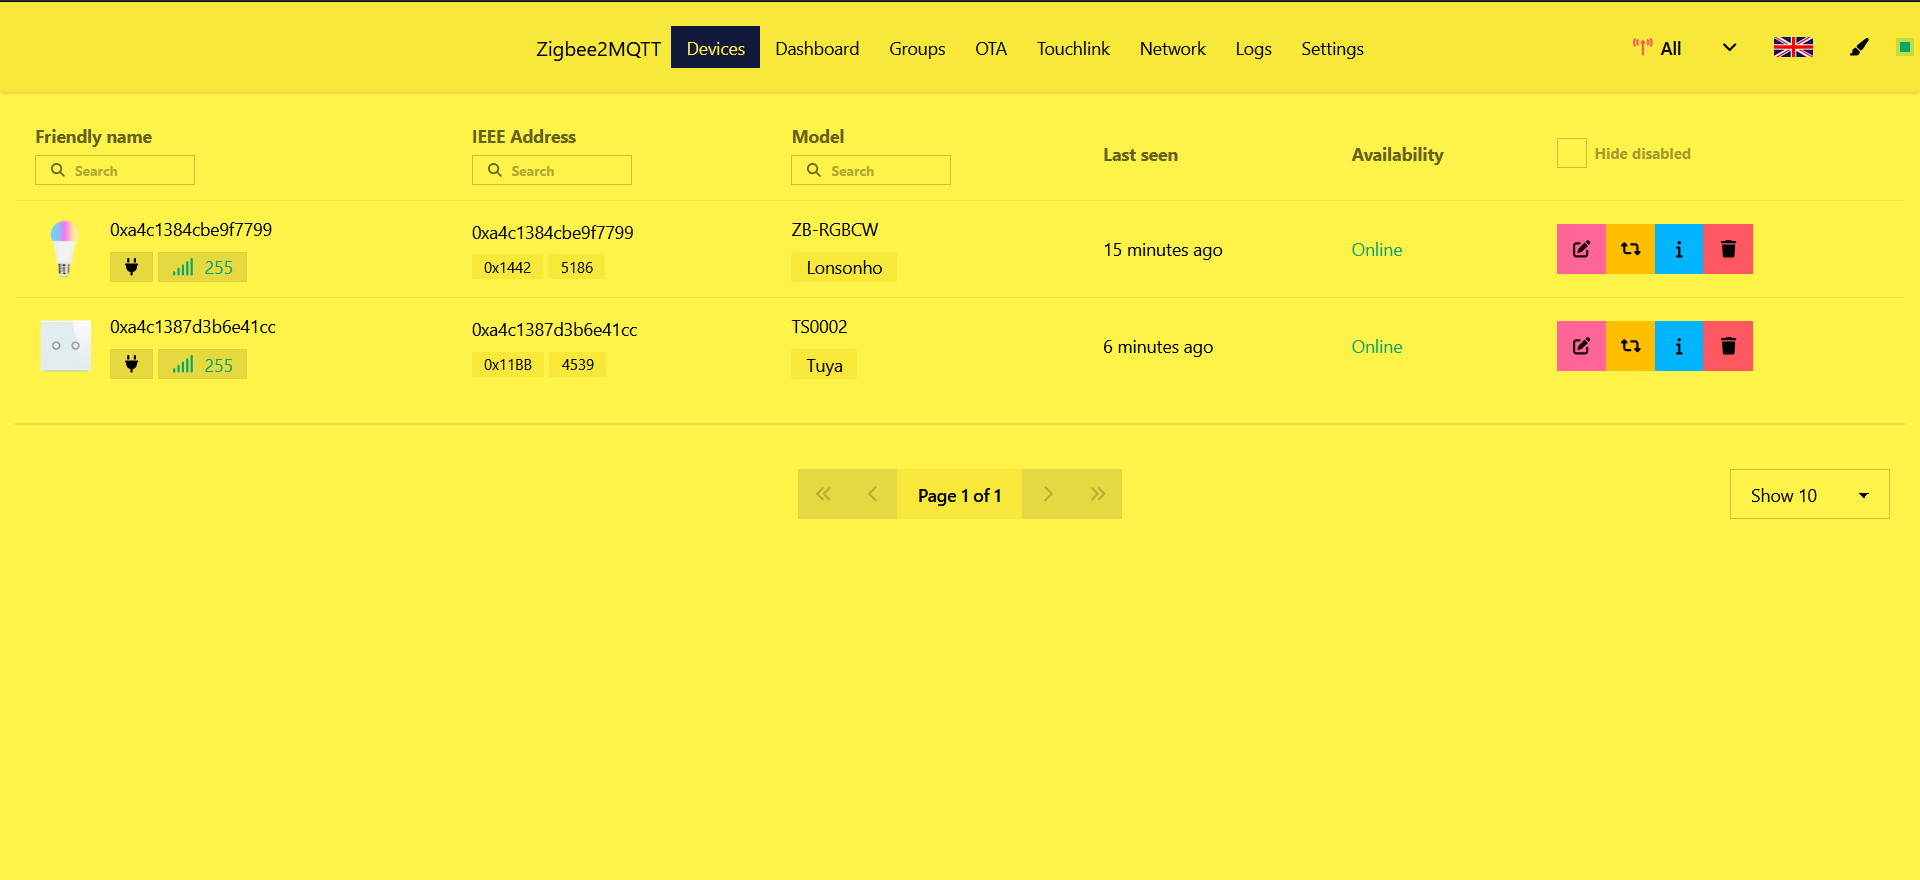 Zigbee2MQTT Devices Dashboard Groups OTA Touchlink Network Logs Settings All
Friendly name IEEE Address Model Last seen Availability Hide disabled
Search Search Search
0xa4c1384cbe9f7799 0xa4c1384cbe9f7799 ZB-RGBCW 15 minutes ago Online
255 0x1442 5186 Lonsonho
0xa4c1387d3b6e41cc 0xa4c1387d3b6e41cc TS0002 6 minutes ago Online
255 0x11BB 4539 Tuya
Page 1 of 1 Show 10